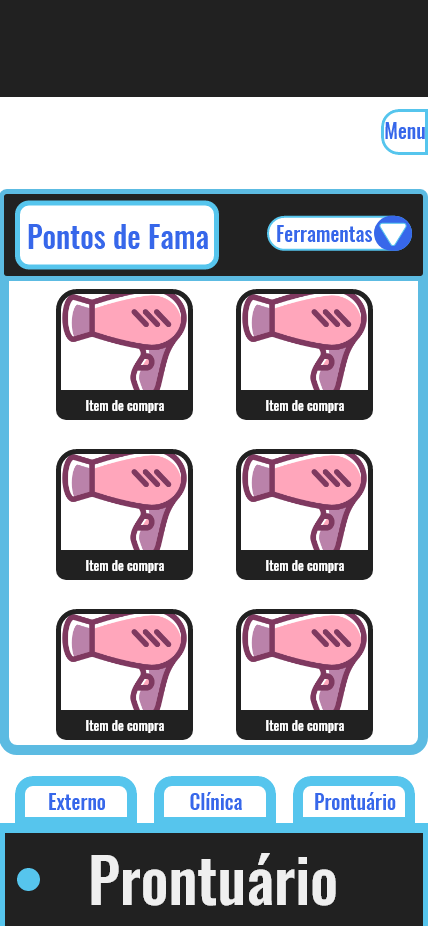 Menu
Pontos de Fama
Ferramentas
Item de compra
Item de compra
Item de compra
Item de compra
Item de compra
Item de compra
Externo
Clínica
Prontuário
Prontuário